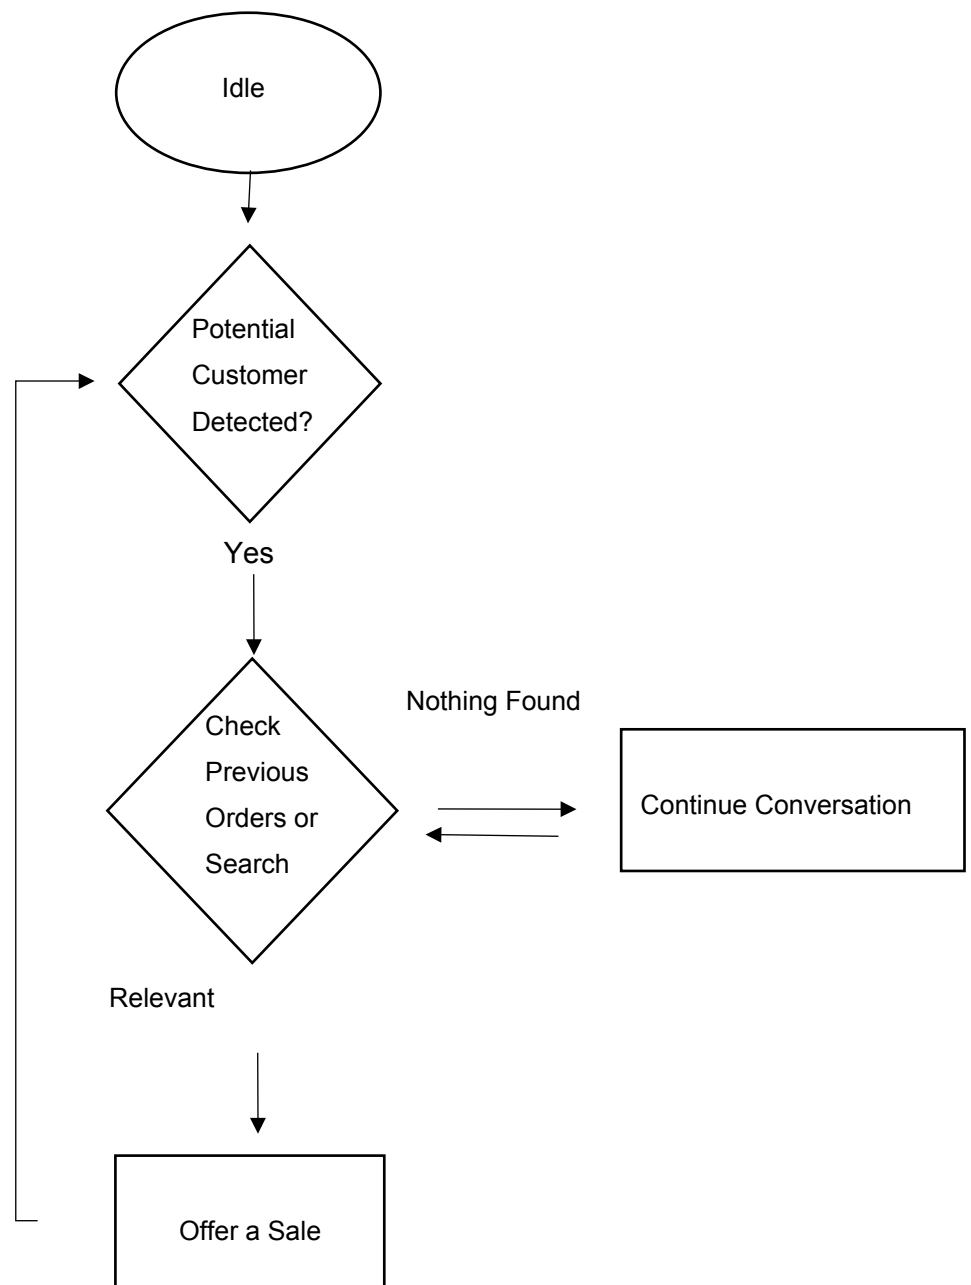 Idle
Potential
Customer
Detected?
Yes
Nothing Found
Check
Previous
Orders or
Search
Continue Conversation
Relevant
Offer a Sale